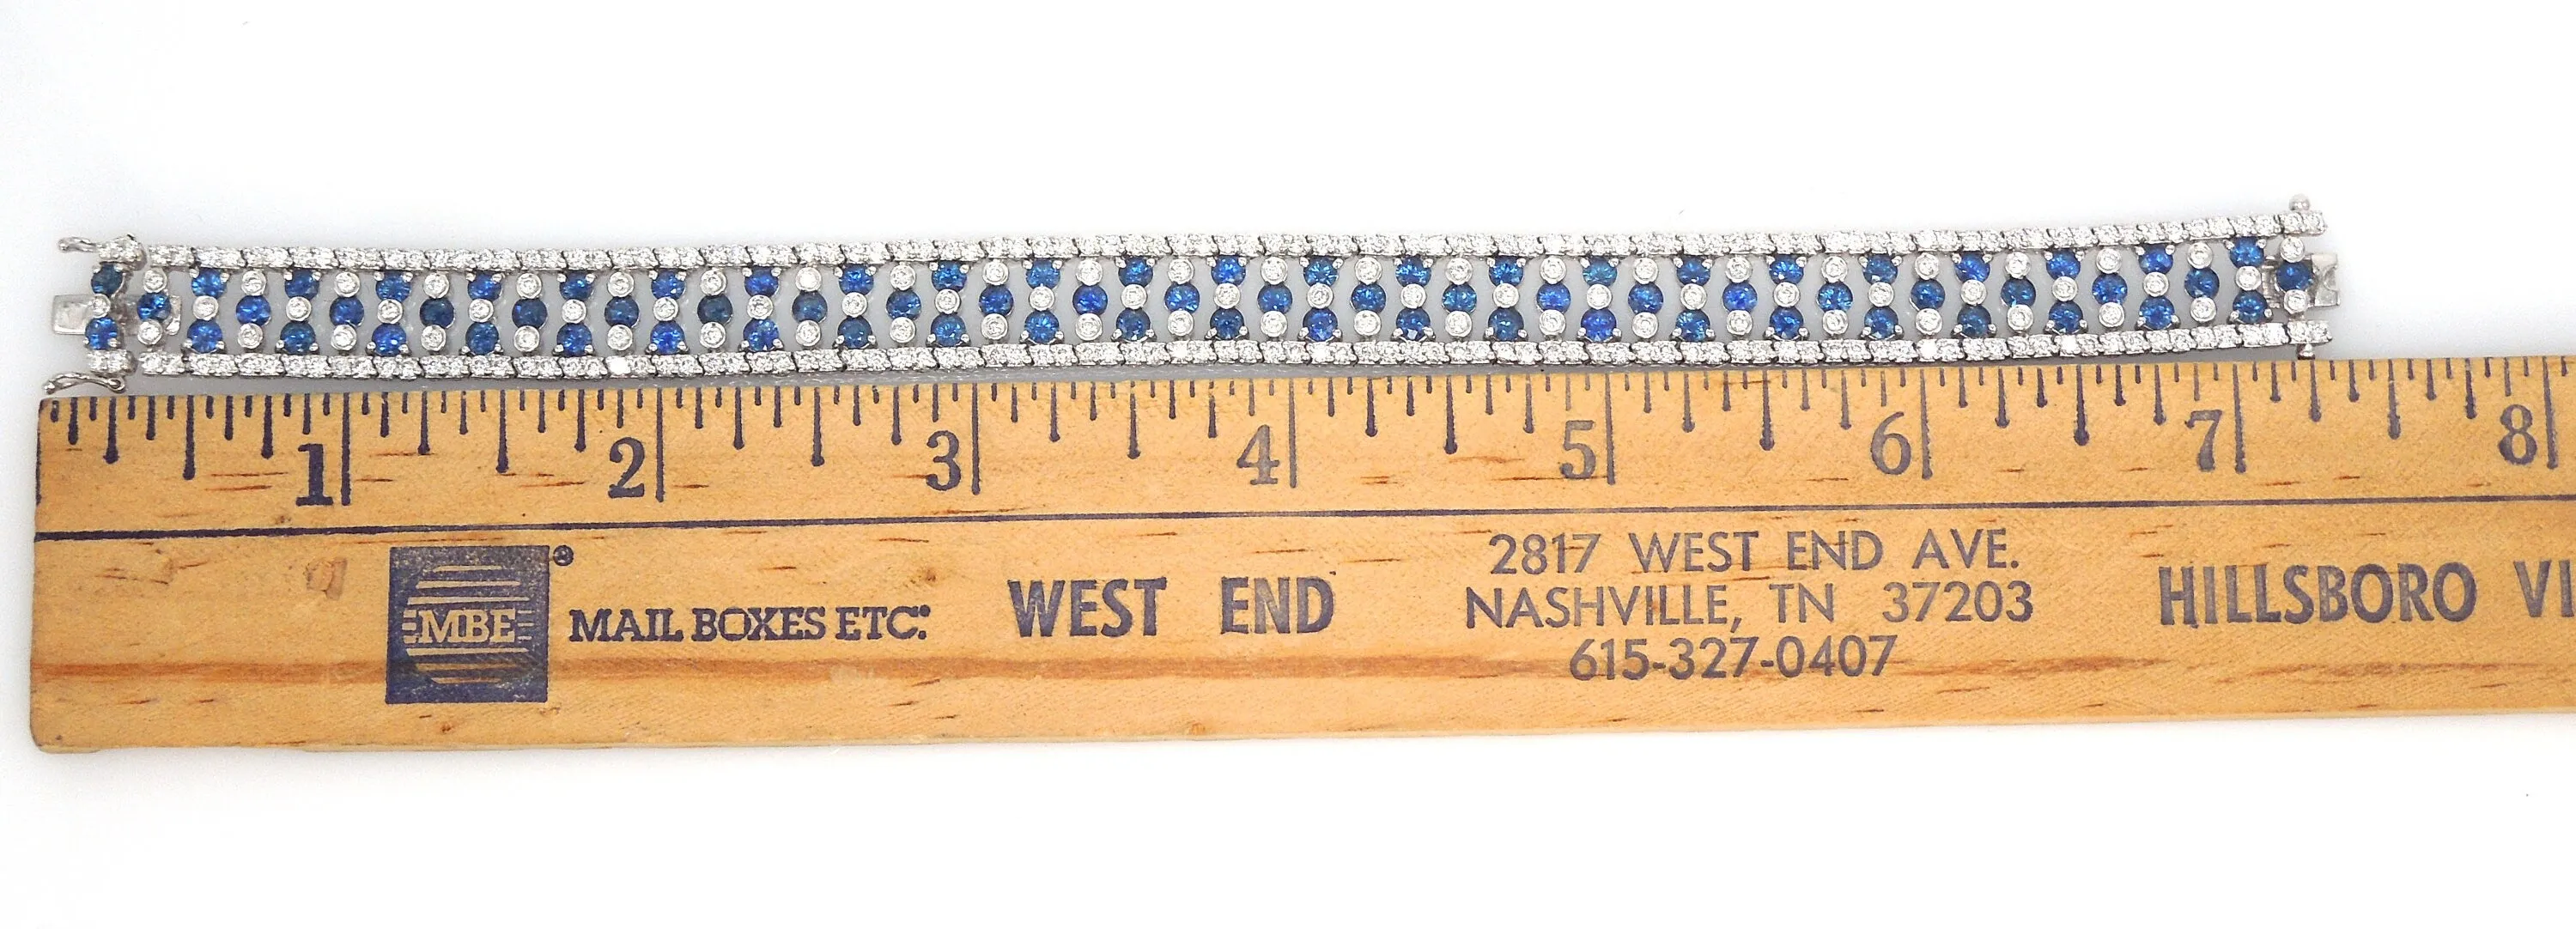 1 2 3 4 5 6 7 8
MBE ® MAIL BOXES ETC.® WEST END
2817 WEST END AVE.
NASHVILLE, TN 37203
615-327-0407
HILLSBORO VI